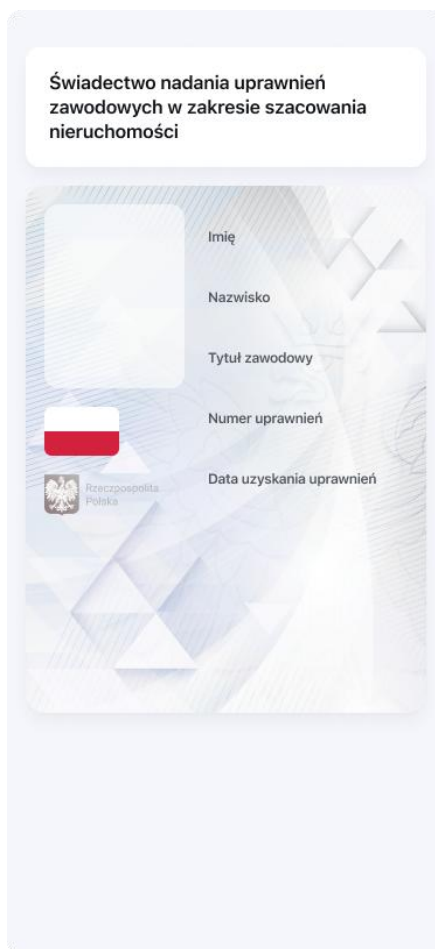 Świadectwo nadania uprawnień
zawodowych w zakresie szacowania
nieruchomości
Imię
Nazwisko
Tytuł zawodowy
Numer uprawnień
Data uzyskania uprawnień
Rzeczpospolita
Polska